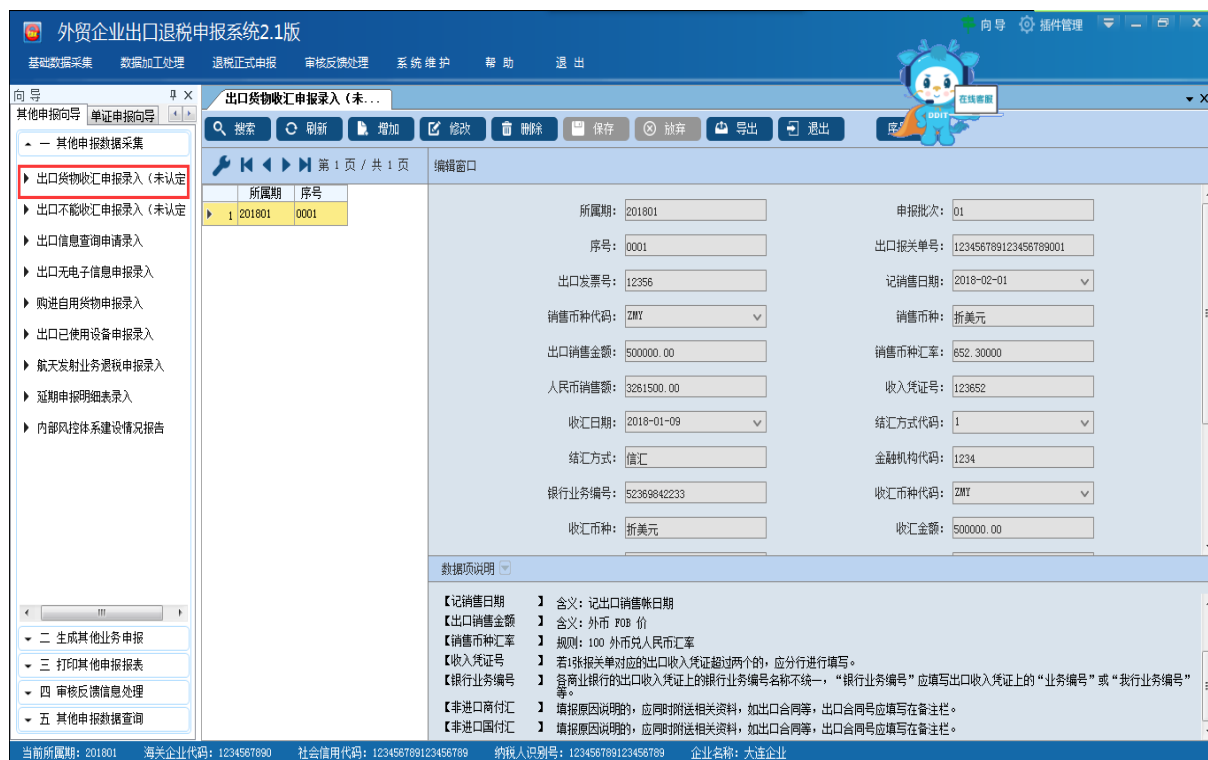 外贸企业出口退税申报系统2.1版
向导 插件管理
基础数据采集 数据加工处理 退税正式申报 审核反馈处理 系统维护 帮助 退出
在线客服
DDIT
向导
其他申报向导 单证申报向导
出口货物收汇申报录入（未...
搜索 刷新 增加 修改 删除 保存 放弃 导出 退出 序
一 其他申报数据采集
出口货物收汇申报录入（未认定
出口不能收汇申报录入（未认定
出口信息查询申请录入
出口无电子信息申报录入
购进自用货物申报录入
出口已使用设备申报录入
航天发射业务退税申报录入
延期申报明细表录入
内部风控体系建设情况报告
二 生成其他业务申报
三 打印其他申报报表
四 审核反馈信息处理
五 其他申报数据查询
第 1 页 / 共 1 页
所属期 序号
1 201801 0001
编辑窗口
所属期: 201801 申报批次: 01
序号: 0001 出口报关单号: 123456789123456789001
出口发票号: 12356 记销售日期: 2018-02-01
销售币种代码: ZMY 销售币种: 折美元
出口销售金额: 500000.00 销售币种汇率: 652.30000
人民币销售额: 3261500.00 收入凭证号: 123652
收汇日期: 2018-01-09 结汇方式代码: 1
结汇方式: 信汇 金融机构代码: 1234
银行业务编号: 52369842233 收汇币种代码: ZMY
收汇币种: 折美元 收汇金额: 500000.00
数据项说明
【记销售日期 】 含义: 记出口销售帐日期
【出口销售金额 】 含义: 外币 FOB 价
【销售币种汇率 】 规则: 100 外币兑人民币汇率
【收入凭证号 】 若1张报关单对应的出口收入凭证超过两个的, 应分行进行填写。
【银行业务编号 】 各商业银行的出口收入凭证上的银行业务编号名称不统一, “银行业务编号”应填写出口收入凭证上的“业务编号”或“我行业务编号”
等。
【非进口商付汇 】 填报原因说明的, 应同时附送相关资料, 如出口合同等, 出口合同号应填写在备注栏。
【非进口国付汇 】 填报原因说明的, 应同时附送相关资料, 如出口合同等, 出口合同号应填写在备注栏。
当前所属期: 201801 海关企业代码: 1234567890 社会信用代码: 123456789123456789 纳税人识别号: 123456789123456789 企业名称: 大连企业